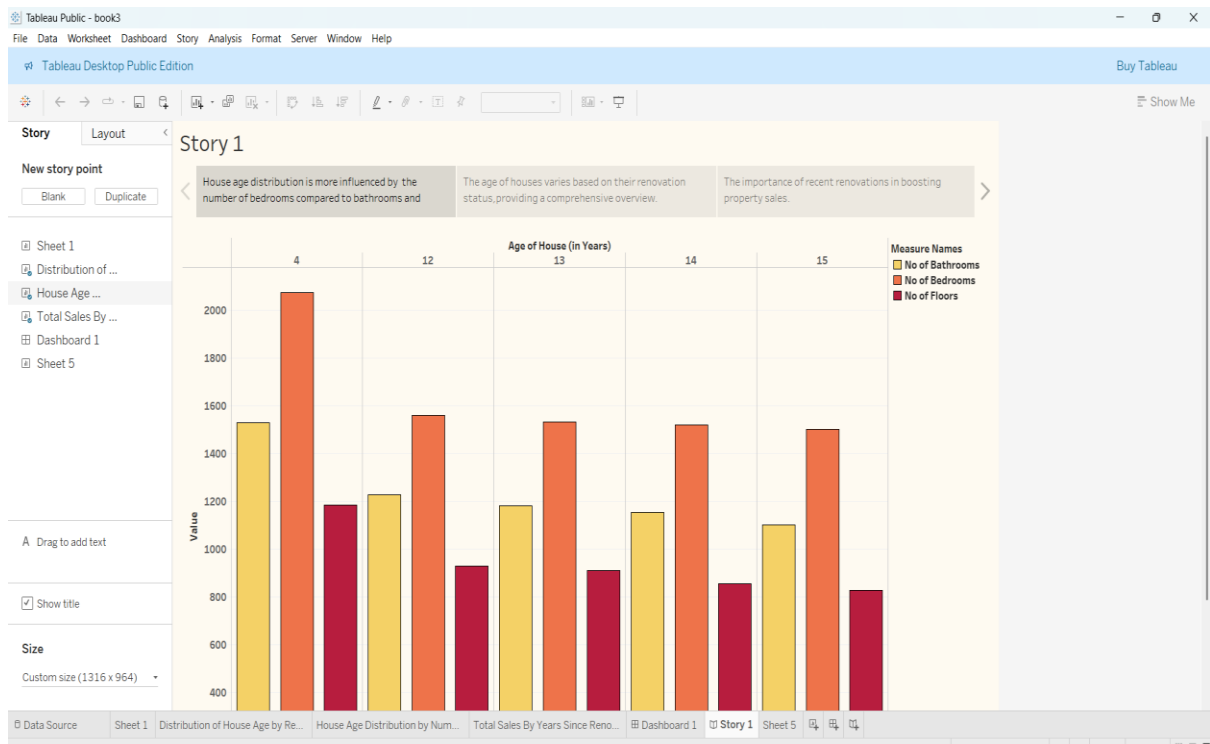 Tableau Public - book3
File Data Worksheet Dashboard Story Analysis Format Server Window Help
Tableau Desktop Public Edition
Buy Tableau
Show Me
Story Layout
New story point
Blank Duplicate
Sheet 1
Distribution of ...
House Age ...
Total Sales By ...
Dashboard 1
Sheet 5
A Drag to add text
Show title
Size
Custom size (1316 x 964)
Story 1
House age distribution is more influenced by the
number of bedrooms compared to bathrooms and
The age of houses varies based on their renovation
status,providing a comprehensive overview.
The importance of recent renovations in boosting
property sales.
Age of House (in Years)
4 12 13 14 15
2000
1800
1600
1400
1200
1000
800
600
400
Value
Measure Names
No of Bathrooms
No of Bedrooms
No of Floors
Data Source Sheet 1 Distribution of House Age by Re... House Age Distribution by Num... Total Sales By Years Since Reno... Dashboard 1 Story 1 Sheet 5